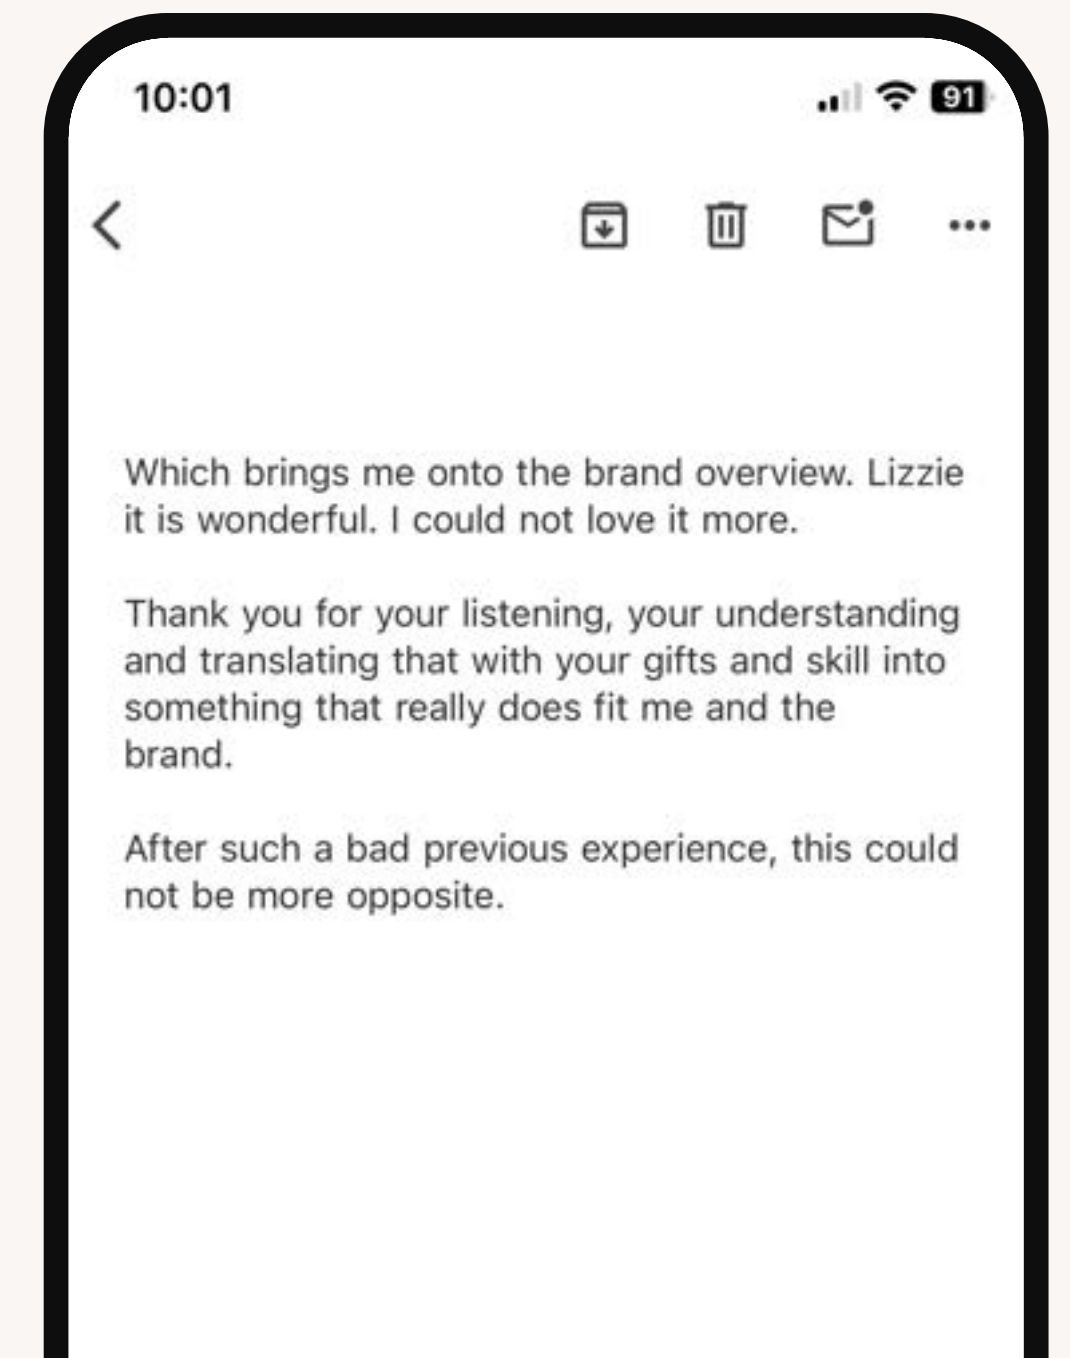 10:01
91
Which brings me onto the brand overview. Lizzie
it is wonderful. I could not love it more.
Thank you for your listening, your understanding
and translating that with your gifts and skill into
something that really does fit me and the
brand.
After such a bad previous experience, this could
not be more opposite.